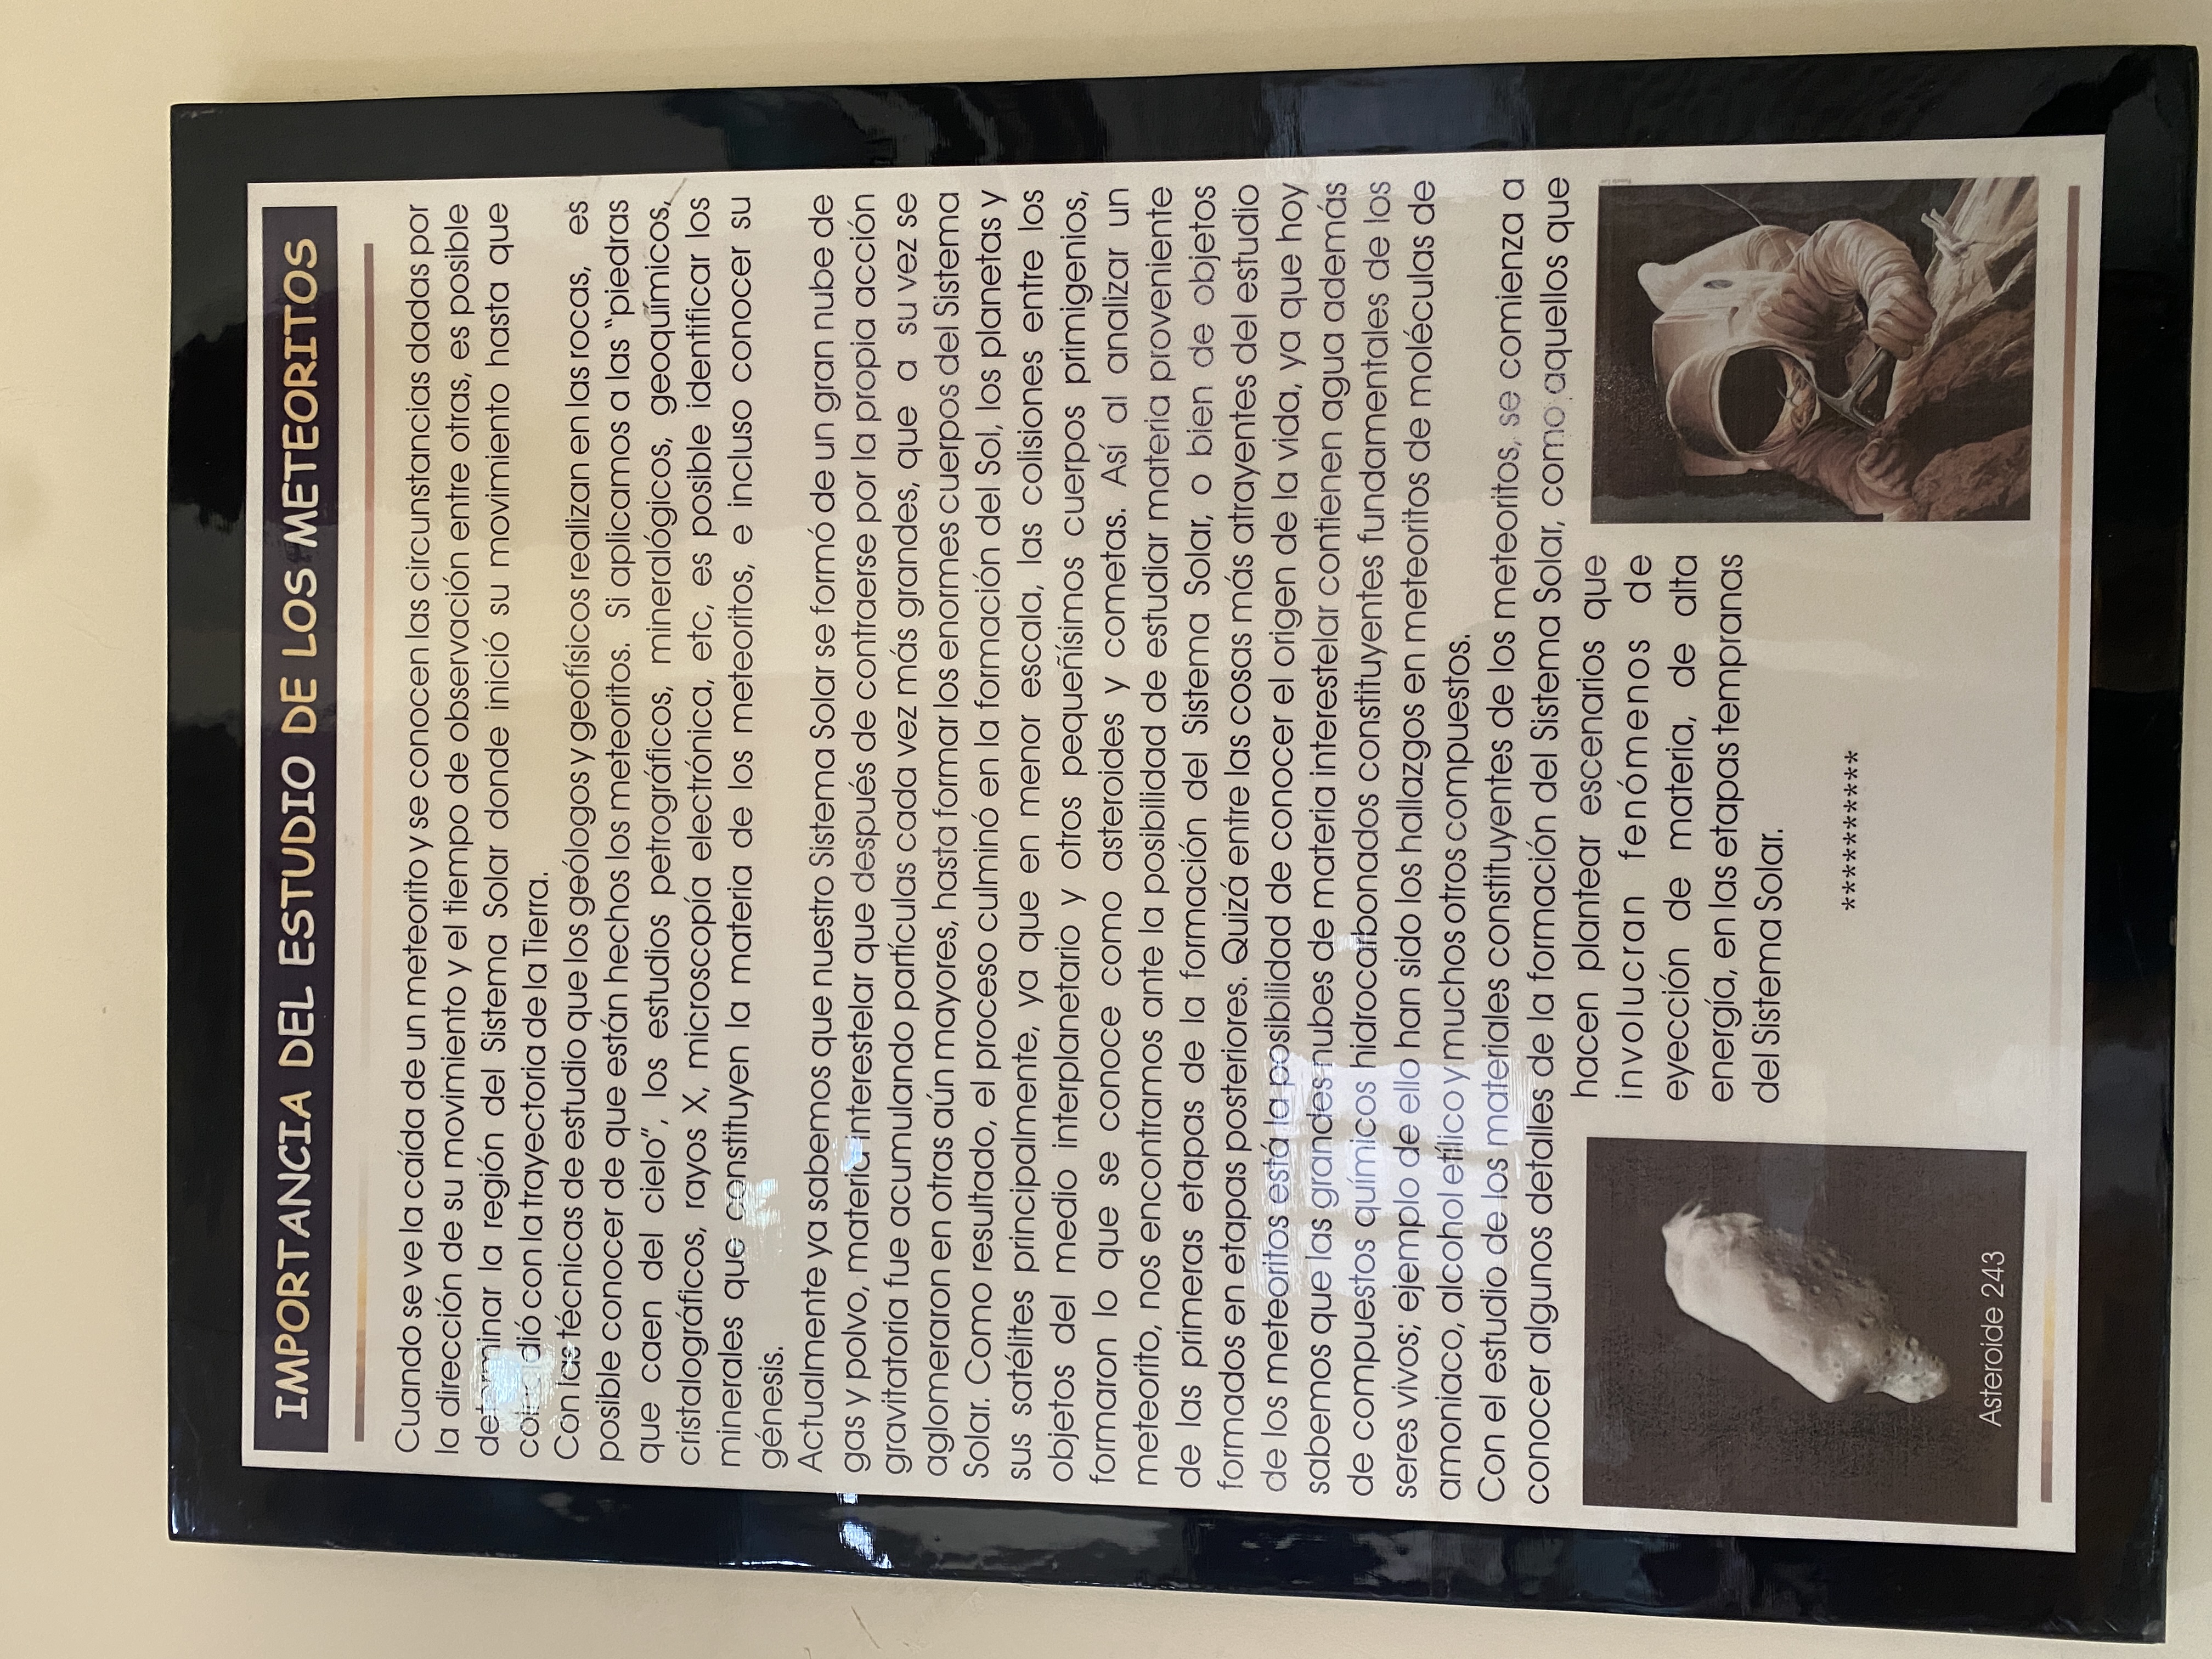 IMPORTANCIA DEL ESTUDIO DE LOS METEORITOS
Cuando se ve la caída de un meteorito y se conocen las circunstancias dadas por
la dirección de su movimiento y el tiempo de observación entre otras, es posible
determinar la región del Sistema Solar donde inició su movimiento hasta que
coincidió con la trayectoria de la Tierra.
Con las técnicas de estudio que los geólogos y geofísicos realizan en las rocas, es
posible conocer de que están hechos los meteoritos. Si aplicamos a las “piedras
que caen del cielo”, los estudios petrográficos, mineralógicos, geoquímicos,
cristalográficos, rayos X, microscopía electrónica, etc, es posible identificar los
minerales que constituyen la materia de los meteoritos, e incluso conocer su
génesis.
Actualmente ya sabemos que nuestro Sistema Solar se formó de un gran nube de
gas y polvo, materia interestelar que después de contraerse por la propia acción
gravitatoria fue acumulando partículas cada vez más grandes, que a su vez se
aglomeraron en otras aún mayores, hasta formar los enormes cuerpos del Sistema
Solar. Como resultado, el proceso culminó en la formación del Sol, los planetas y
sus satélites principalmente, ya que en menor escala, las colisiones entre los
objetos del medio interplanetario y otros pequeñísimos cuerpos primigenios,
formaron lo que se conoce como asteroides y cometas. Así al analizar un
meteorito, nos encontramos ante la posibilidad de estudiar materia proveniente
de las primeras etapas de la formación del Sistema Solar, o bien de objetos
formados en etapas posteriores. Quizá entre las cosas más atrayentes del estudio
de los meteoritos está la posibilidad de conocer el origen de la vida, ya que hoy
sabemos que las grandes nubes de materia interestelar contienen agua además
de compuestos químicos hidrocarbonados constituyentes fundamentales de los
seres vivos; ejemplo de ello han sido los hallazgos en meteoritos de moléculas de
amoniaco, alcohol etílico y muchos otros compuestos.
Con el estudio de los materiales constituyentes de los meteoritos, se comienza a
conocer algunos detalles de la formación del Sistema Solar, como aquellos que
hacen plantear escenarios que
involucran fenómenos de
eyección de materia, de alta
energía, en las etapas tempranas
del Sistema Solar.
**********
Asteroide 243